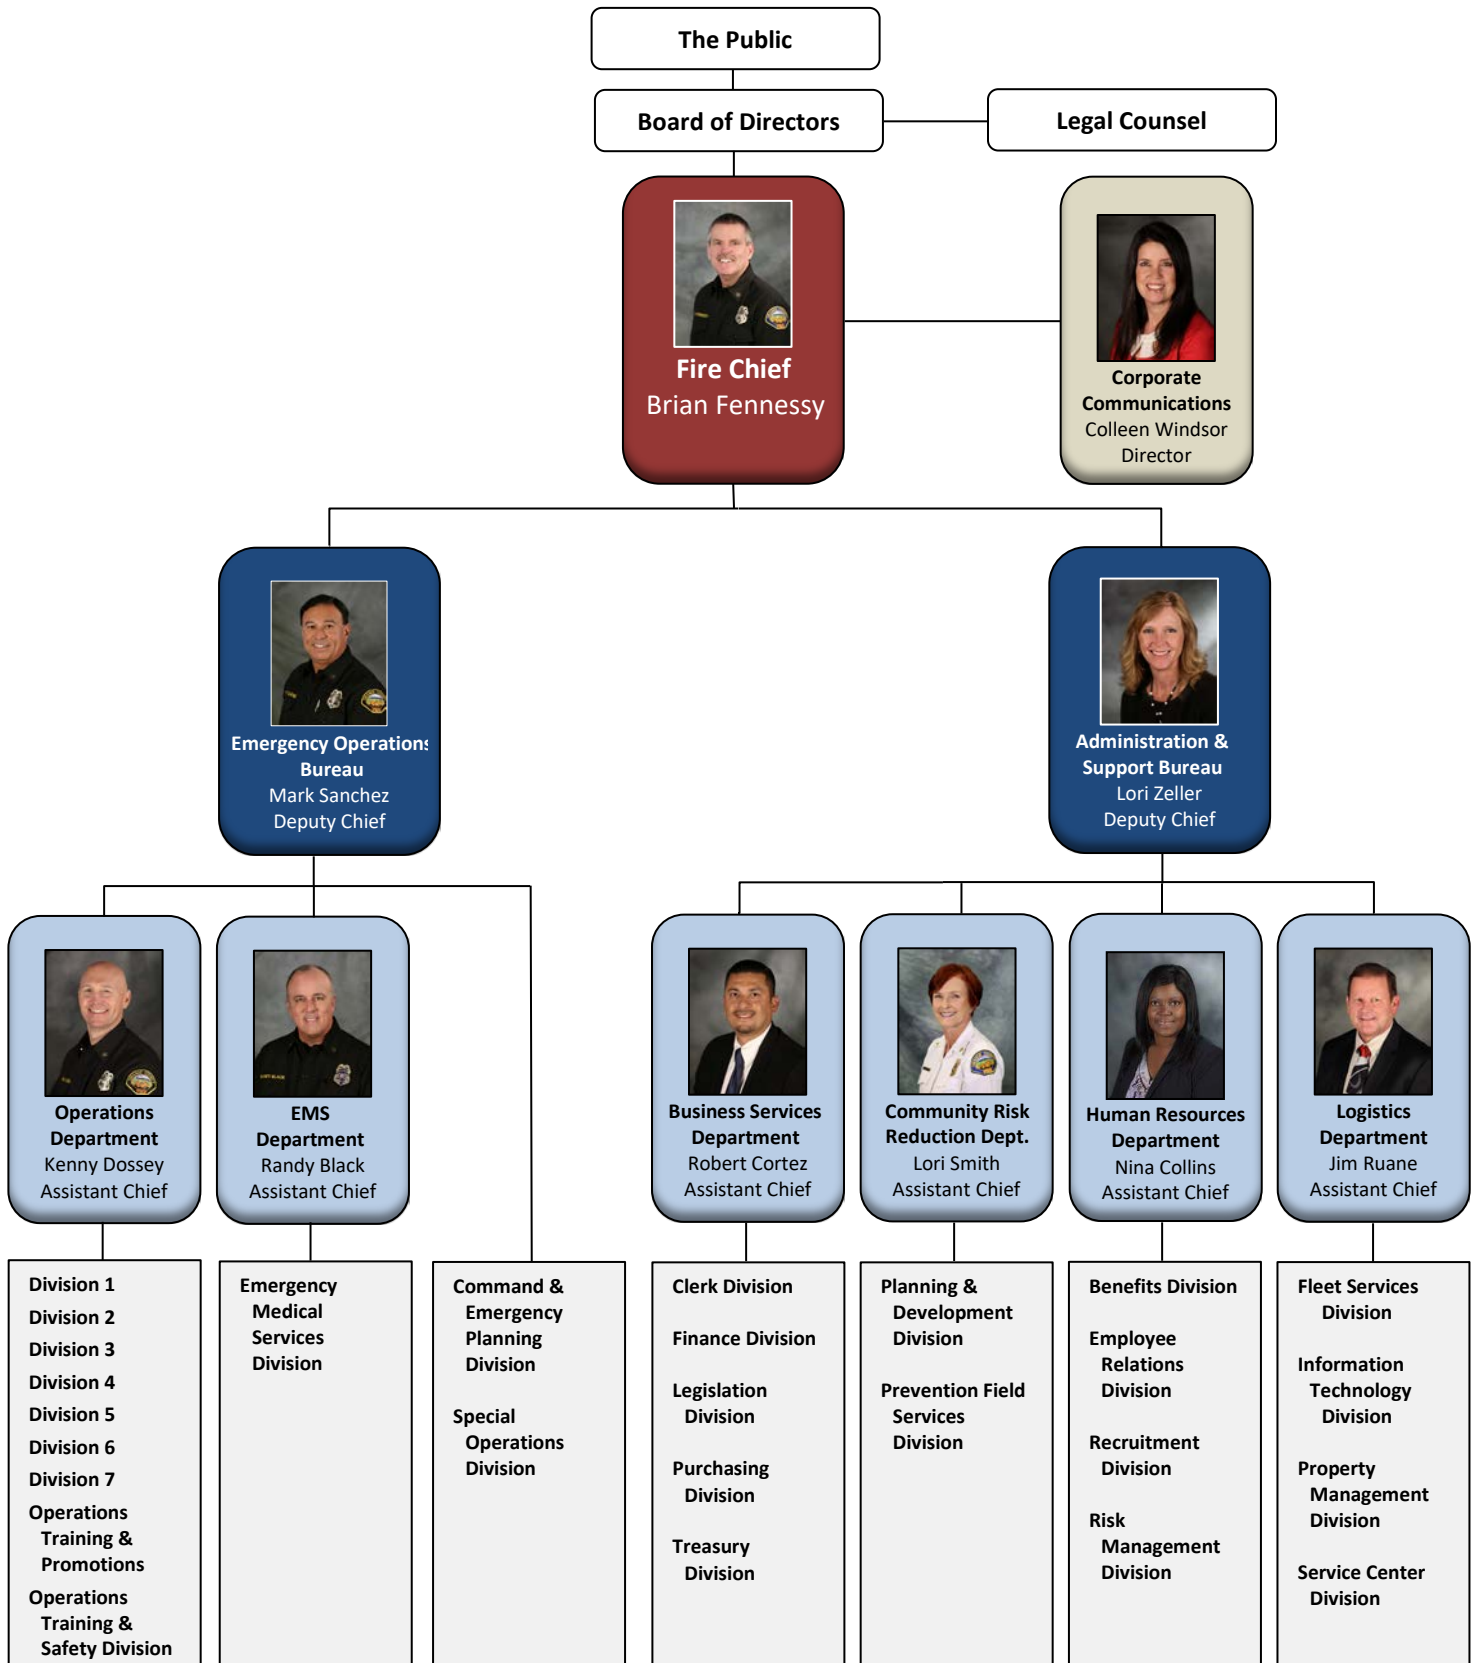 The Public
Board of Directors
Legal Counsel
Fire Chief
Brian Fennessy
Corporate
Communications
Colleen Windsor
Director
Emergency Operations
Bureau
Mark Sanchez
Deputy Chief
Administration &
Support Bureau
Lori Zeller
Deputy Chief
Operations
Department
Kenny Dossey
Assistant Chief
EMS
Department
Randy Black
Assistant Chief
Business Services
Department
Robert Cortez
Assistant Chief
Community Risk
Reduction Dept.
Lori Smith
Assistant Chief
Human Resources
Department
Nina Collins
Assistant Chief
Logistics
Department
Jim Ruane
Assistant Chief
Division 1
Division 2
Division 3
Division 4
Division 5
Division 6
Division 7
Operations
Training &
Promotions
Operations
Training &
Safety Division
Emergency
Medical
Services
Division
Command &
Emergency
Planning
Division
Special
Operations
Division
Clerk Division
Finance Division
Legislation
Division
Purchasing
Division
Treasury
Division
Planning &
Development
Division
Prevention Field
Services
Division
Benefits Division
Employee
Relations
Division
Recruitment
Division
Risk
Management
Division
Fleet Services
Division
Information
Technology
Division
Property
Management
Division
Service Center
Division